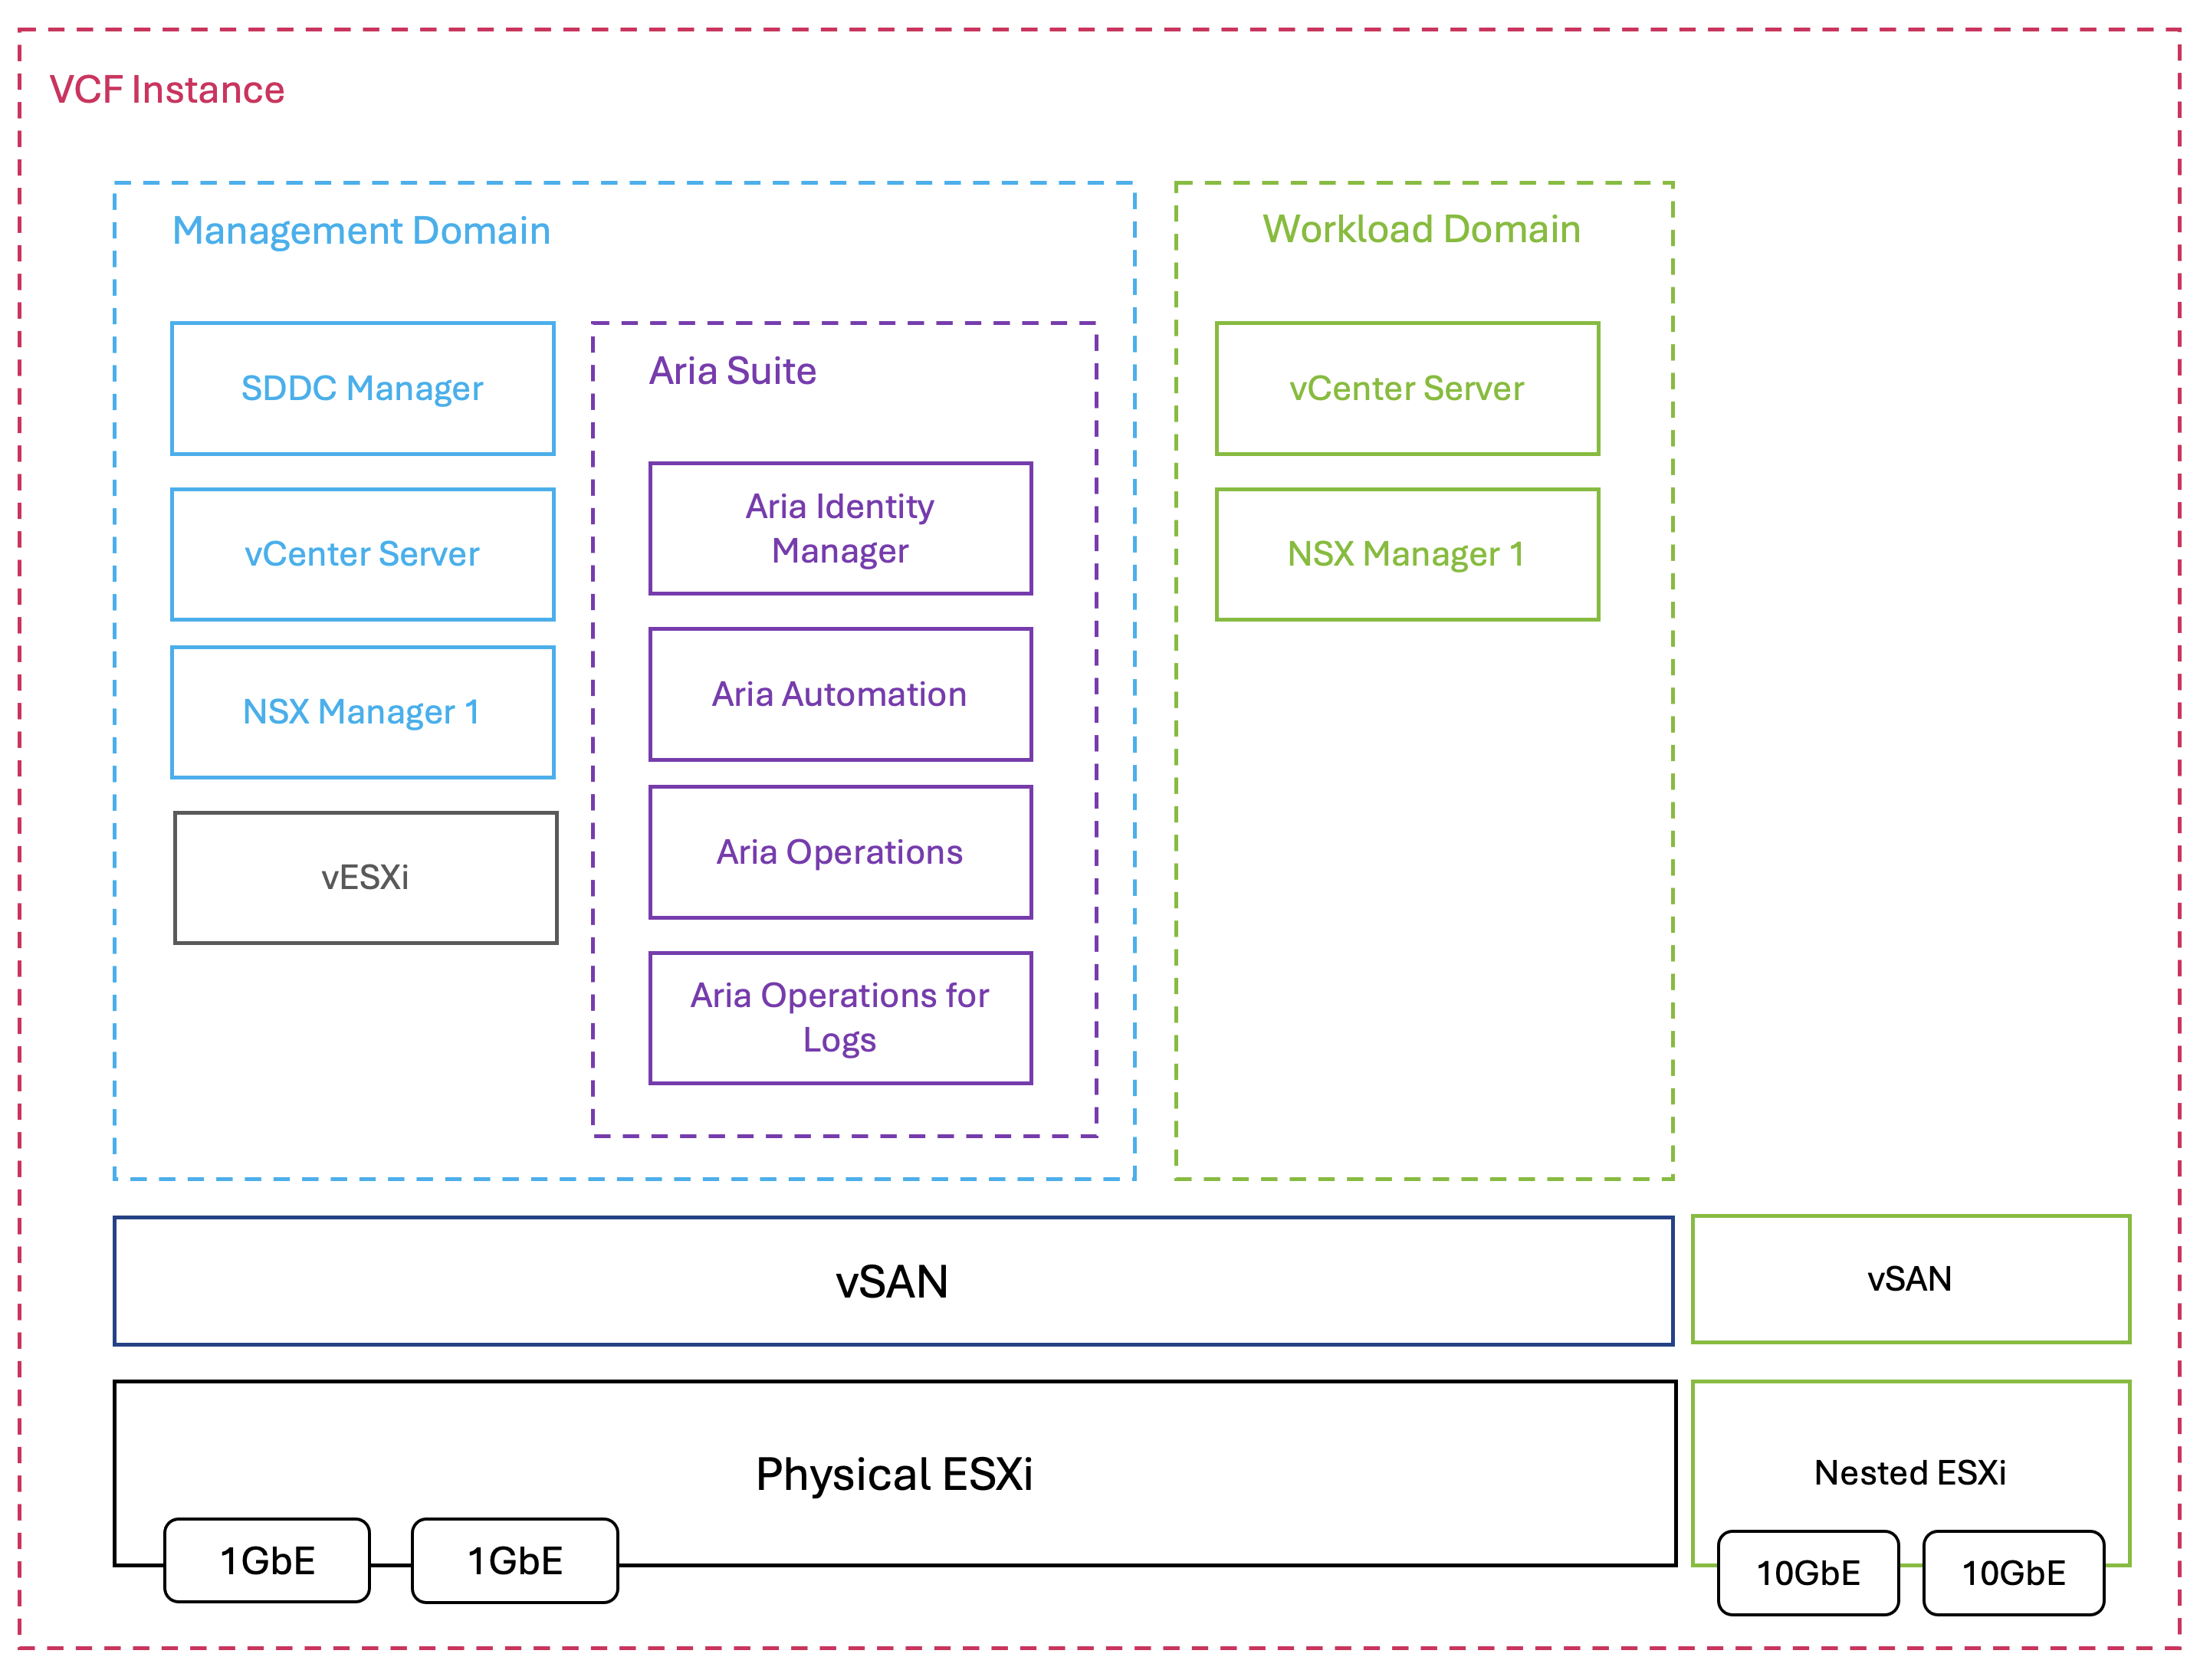 VCF Instance
Management Domain
SDDC Manager
vCenter Server
NSX Manager 1
vESXi
Aria Suite
Aria Identity
Manager
Aria Automation
Aria Operations
Aria Operations for
Logs
Workload Domain
vCenter Server
NSX Manager 1
vSAN
vSAN
Physical ESXi
1GbE
1GbE
Nested ESXi
10GbE
10GbE